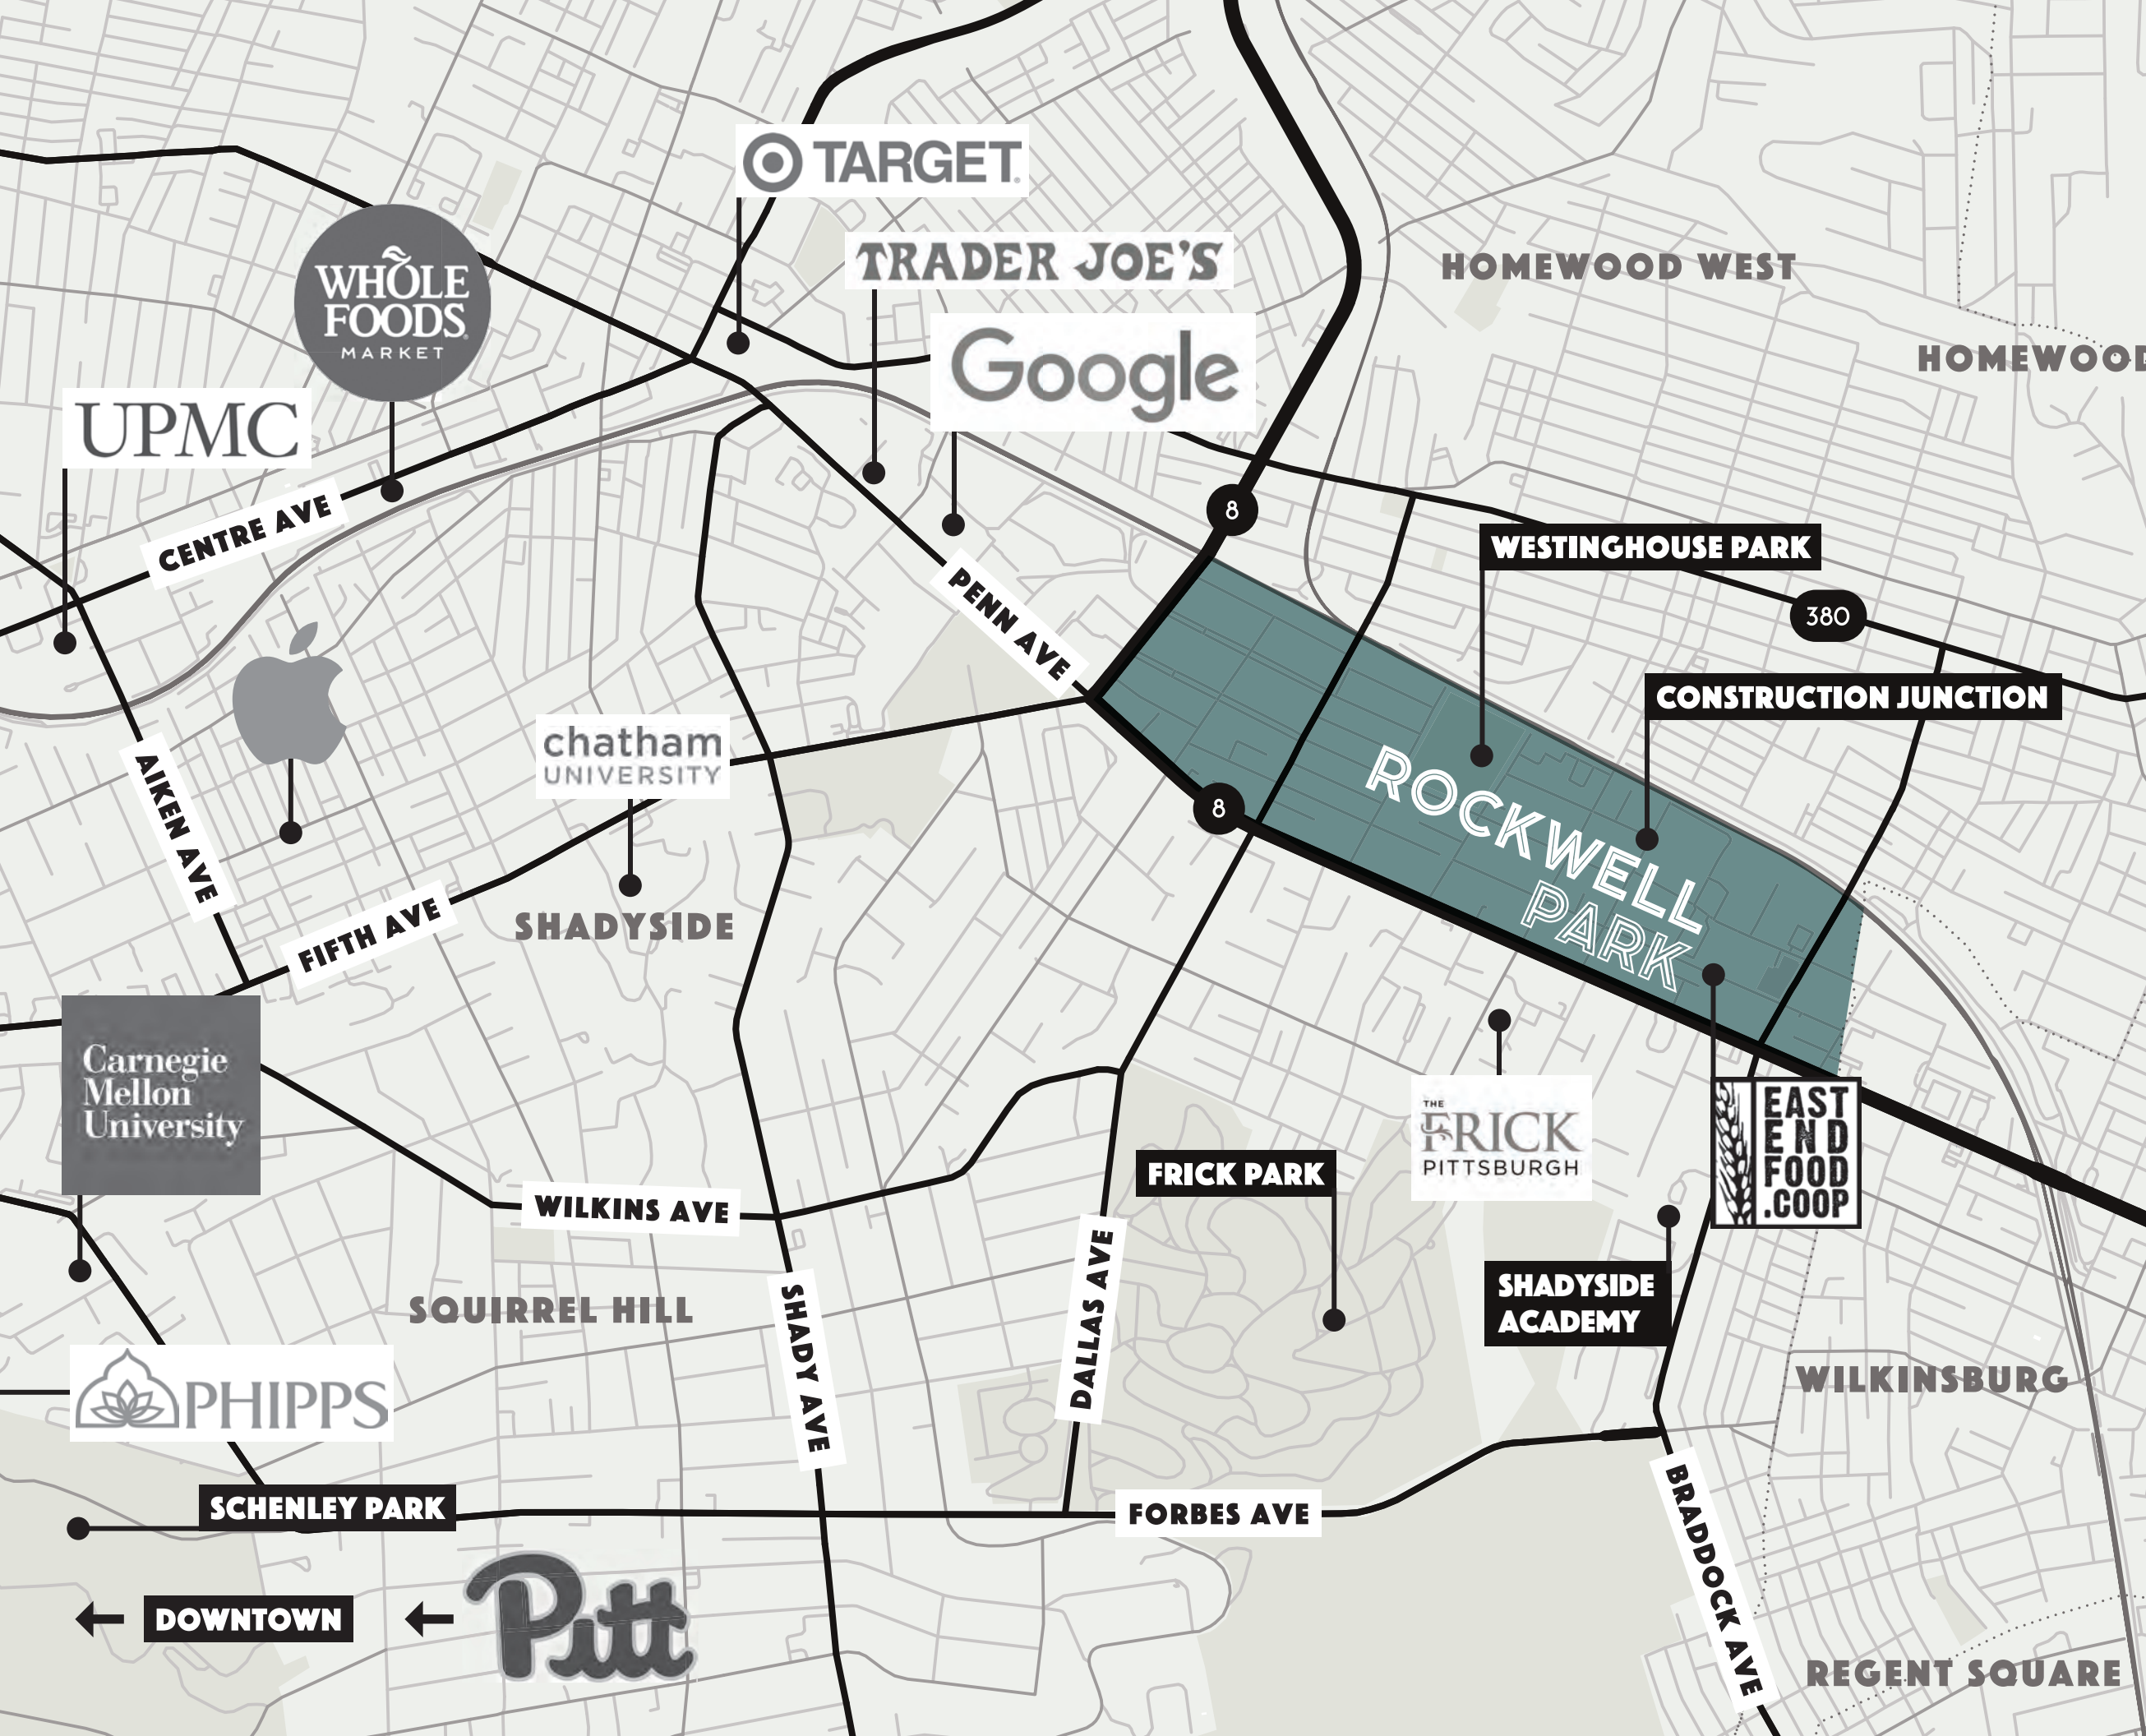 TARGET
TRADER JOE'S
HOMEWOOD WEST
WHOLE
FOODS
MARKET
Google
HOMEWOOD
UPMC
CENTRE AVE
8
WESTINGHOUSE PARK
PENN AVE
380
CONSTRUCTION JUNCTION
chatham
UNIVERSITY
AIKEN AVE
8
ROCKWELL
PARK
FIFTH AVE
SHADYSIDE
Carnegie
Mellon
University
THE
FRICK
PITTSBURGH
EAST
END
FOOD
.COOP
FRICK PARK
WILKINS AVE
SHADYSIDE
ACADEMY
SQUIRREL HILL
SHADY AVE
DALLAS AVE
WILKINSBURG
PHIPPS
SCHENLEY PARK
FORBES AVE
BRADDOCK AVE
DOWNTOWN
Pitt
REGENT SQUARE